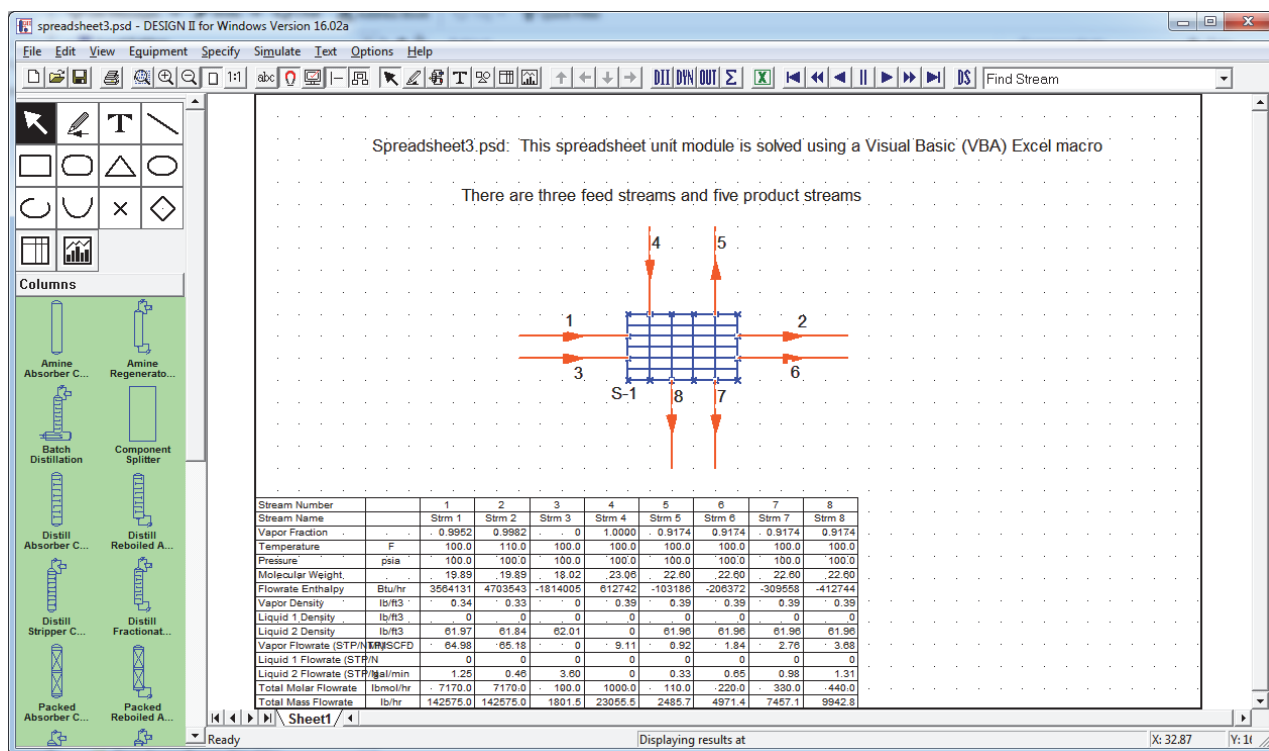 spreadsheet3.psd - DESIGN II for Windows Version 16.02a
File Edit View Equipment Specify Simulate Text Options Help
1:1 abc T DII DYN OUT Σ X DS Find Stream
T
Columns
Amine Absorber C...
Amine Regenerato...
Batch Distillation
Component Splitter
Distill Absorber C...
Distill Reboiled A...
Distill Stripper C...
Distill Fractionat...
Packed Absorber C...
Packed Reboiled A...
Spreadsheet3.psd: This spreadsheet unit module is solved using a Visual Basic (VBA) Excel macro
There are three feed streams and five product streams
4 5
1 2
3 6
S-1 8 7
Stream Number 1 2 3 4 5 6 7 8
Stream Name Strm 1 Strm 2 Strm 3 Strm 4 Strm 5 Strm 6 Strm 7 Strm 8
Vapor Fraction 0.9952 0.9982 0 1.0000 0.9174 0.9174 0.9174 0.9174
Temperature F 100.0 110.0 100.0 100.0 100.0 100.0 100.0 100.0
Pressure psia 100.0 100.0 100.0 100.0 100.0 100.0 100.0 100.0
Molecular Weight 19.89 19.89 18.02 23.06 22.60 22.60 22.60 22.60
Flowrate Enthalpy Btu/hr 3564131 4703543 -1814005 612742 -103186 -206372 -309558 -412744
Vapor Density lb/ft3 0.34 0.33 0 0.39 0.39 0.39 0.39 0.39
Liquid 1 Density lb/ft3 0 0 0 0 0 0 0 0
Liquid 2 Density lb/ft3 61.97 61.84 62.01 0 61.96 61.96 61.96 61.96
Vapor Flowrate (STP/NTP) MMSCFD 64.98 65.18 0 9.11 0.92 1.84 2.76 3.68
Liquid 1 Flowrate (STP/N 0 0 0 0 0 0 0 0
Liquid 2 Flowrate (STP/N gal/min 1.25 0.46 3.60 0 0.33 0.65 0.98 1.31
Total Molar Flowrate lbmol/hr 7170.0 7170.0 100.0 1000.0 110.0 220.0 330.0 440.0
Total Mass Flowrate lb/hr 142575.0 142575.0 1801.5 23055.5 2485.7 4971.4 7457.1 9942.8
Sheet1
Ready Displaying results at X: 32.87 Y: 16